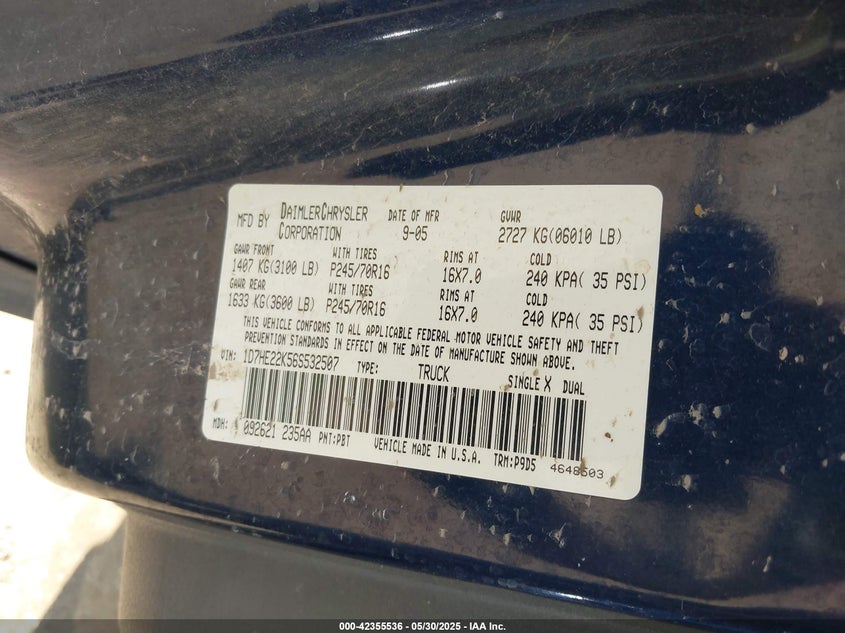 MFD BY DAIMLERCHRYSLER CORPORATION DATE OF MFR 9-05 GVWR 2727 KG(06010 LB)
GAWR FRONT WITH TIRES RIMS AT COLD
1407 KG(3100 LB) P245/70R16 16X7.0 240 KPA( 35 PSI)
GAWR REAR WITH TIRES RIMS AT COLD
1633 KG(3600 LB) P245/70R16 16X7.0 240 KPA( 35 PSI)
THIS VEHICLE CONFORMS TO ALL APPLICABLE FEDERAL MOTOR VEHICLE SAFETY AND THEFT
PREVENTION STANDARDS IN EFFECT ON THE DATE OF MANUFACTURE SHOWN ABOVE.
VIN: 1D7HE22K56S532507 TYPE: TRUCK SINGLE X DUAL
MDH: 092621 235AA PNT:PBT VEHICLE MADE IN U.S.A. TRM:P9D5 4648503
000-42355536 - 05/30/2025 - IAA Inc.